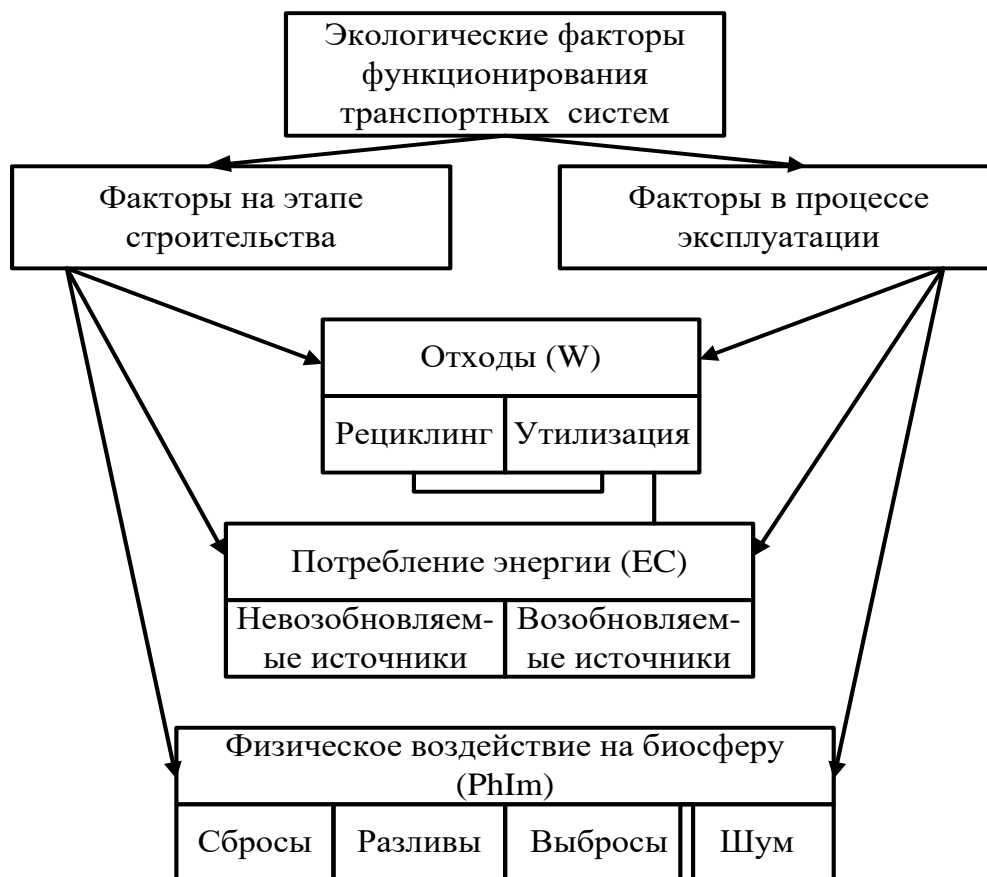 Экологические факторы
функционирования
транспортных систем
Факторы на этапе
строительства
Факторы в процессе
эксплуатации
Отходы (W)
Рециклинг
Утилизация
Потребление энергии (EC)
Невозобновляем-
ые источники
Возобновляем-
ые источники
Физическое воздействие на биосферу
(PhIm)
Сбросы
Разливы
Выбросы
Шум